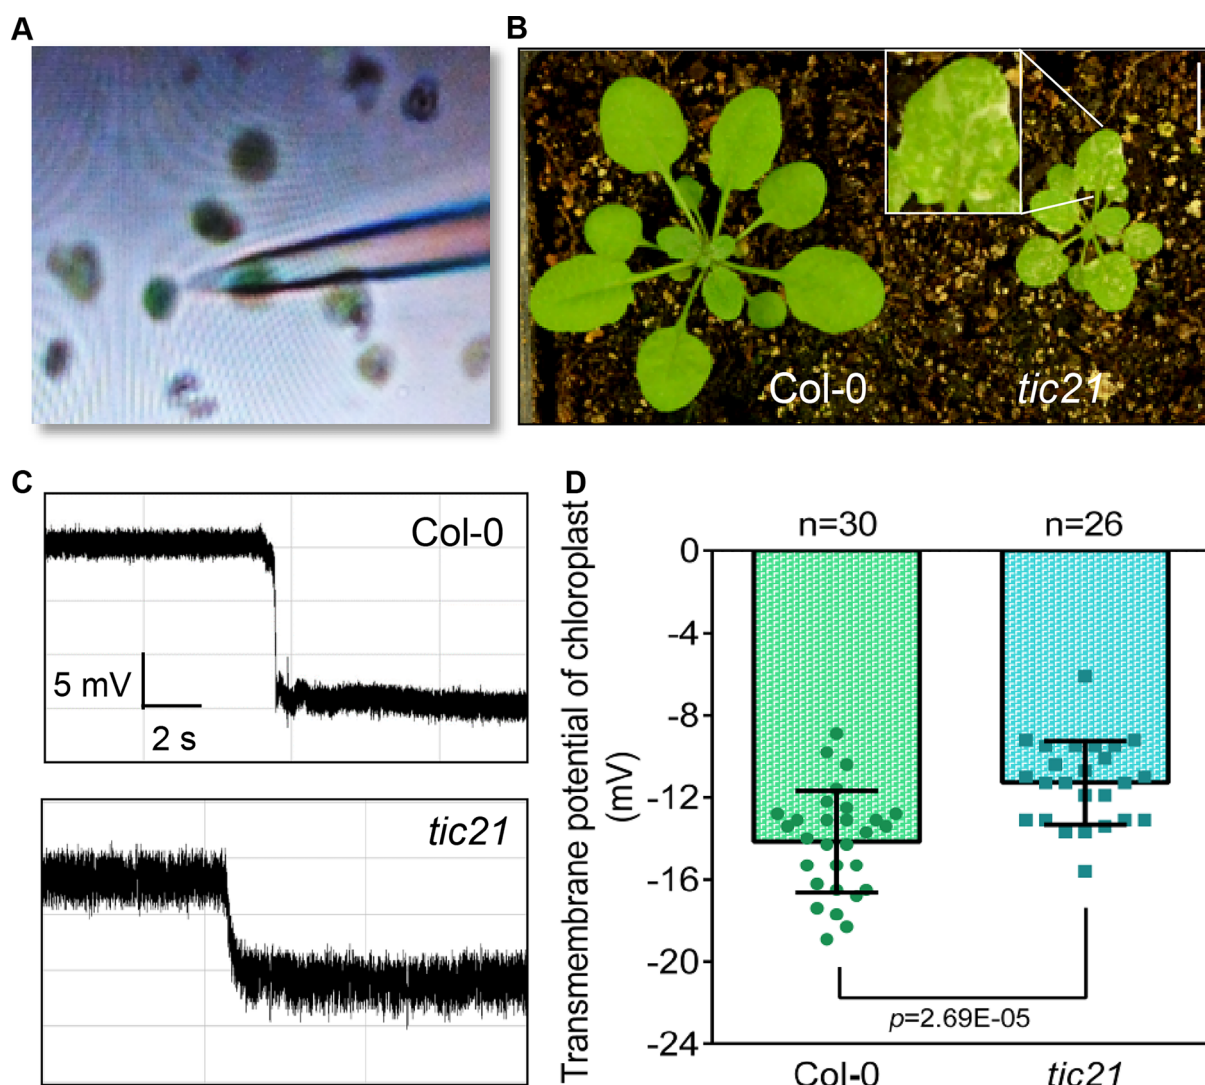 A
B
Col-0
tic21
C
Col-0
5 mV
2 s
tic21
D
Transmembrane potential of chloroplast
(mV)
n=30
n=26
0
-4
-8
-12
-16
-20
-24
p=2.69E-05
Col-0
tic21